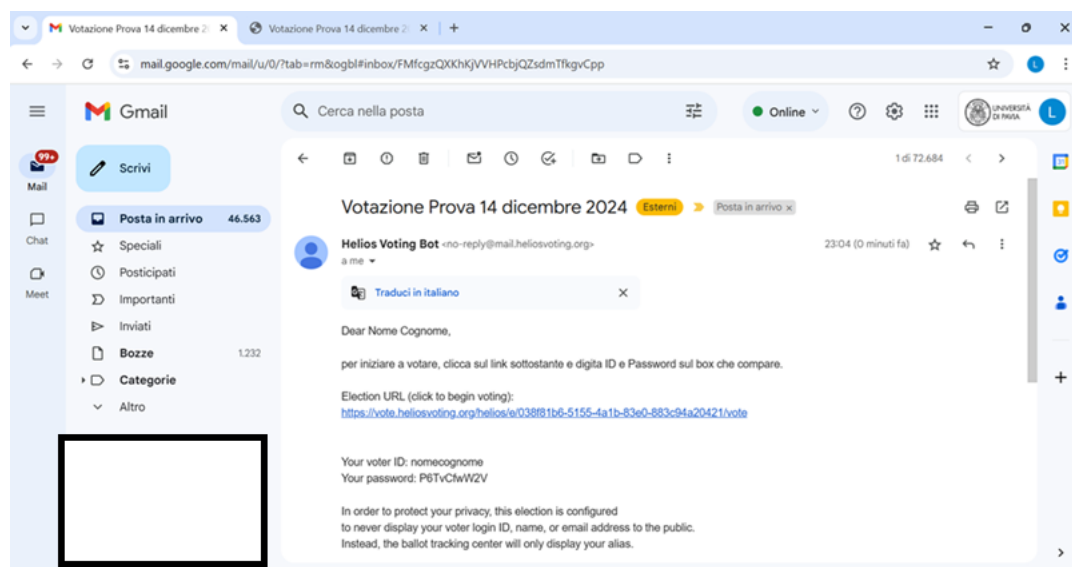 Votazione Prova 14 dicembre 2
Votazione Prova 14 dicembre 2
mail.google.com/mail/u/0/?tab=rm&ogbl#inbox/FMfcgzQXKhKjVVHPcbjQZsdmTfkgvCpp
L
Gmail
Cerca nella posta
Online
UNIVERSITÀ
DI PAVIA
L
99+
Mail
Chat
Meet
Scrivi
Posta in arrivo 46.563
Speciali
Posticipati
Importanti
Inviati
Bozze 1.232
Categorie
Altro
1 di 72.684
Votazione Prova 14 dicembre 2024 Esterni Posta in arrivo x
Helios Voting Bot <no-reply@mail.heliosvoting.org> 23:04 (0 minuti fa)
a me
Traduci in italiano
Dear Nome Cognome,
per iniziare a votare, clicca sul link sottostante e digita ID e Password sul box che compare.
Election URL (click to begin voting):
https://vote.heliosvoting.org/helios/e/038f81b6-5155-4a1b-83e0-883c94a20421/vote
Your voter ID: nomecognome
Your password: P6TvCfwW2V
In order to protect your privacy, this election is configured
to never display your voter login ID, name, or email address to the public.
Instead, the ballot tracking center will only display your alias.